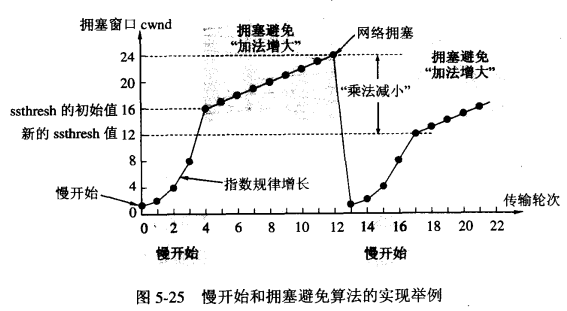 拥塞窗口 cwnd
拥塞避免
“加法增大”
网络拥塞
拥塞避免
“加法增大”
24
20
ssthresh 的初始值 16
“乘法减小”
新的 ssthresh 值 12
8
4
指数规律增长
慢开始
0
传输轮次
0 2 4 6 8 10 12 14 16 18 20 22
慢开始
慢开始
图 5-25 慢开始和拥塞避免算法的实现举例